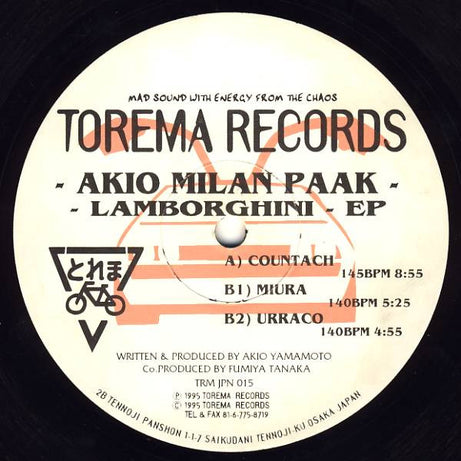 MAD SOUND WITH ENERGY FROM THE CHAOS
TOREMA RECORDS
- AKIO MILAN PAAK -
- LAMBORGHINI - EP
とれま
A) COUNTACH
145BPM 8:55
B1) MIURA
140BPM 5:25
B2) URRACO
140BPM 4:55
WRITTEN & PRODUCED BY AKIO YAMAMOTO
Co.PRODUCED BY FUMIYA TANAKA
TRM JPN 015
℗ 1995 TOREMA RECORDS
© 1995 TOREMA RECORDS
TEL & FAX 81-6-775-8719
2B TENNOJI PANSHON 1-1-7 SAIKUDANI TENNOJI-KU OSAKA JAPAN